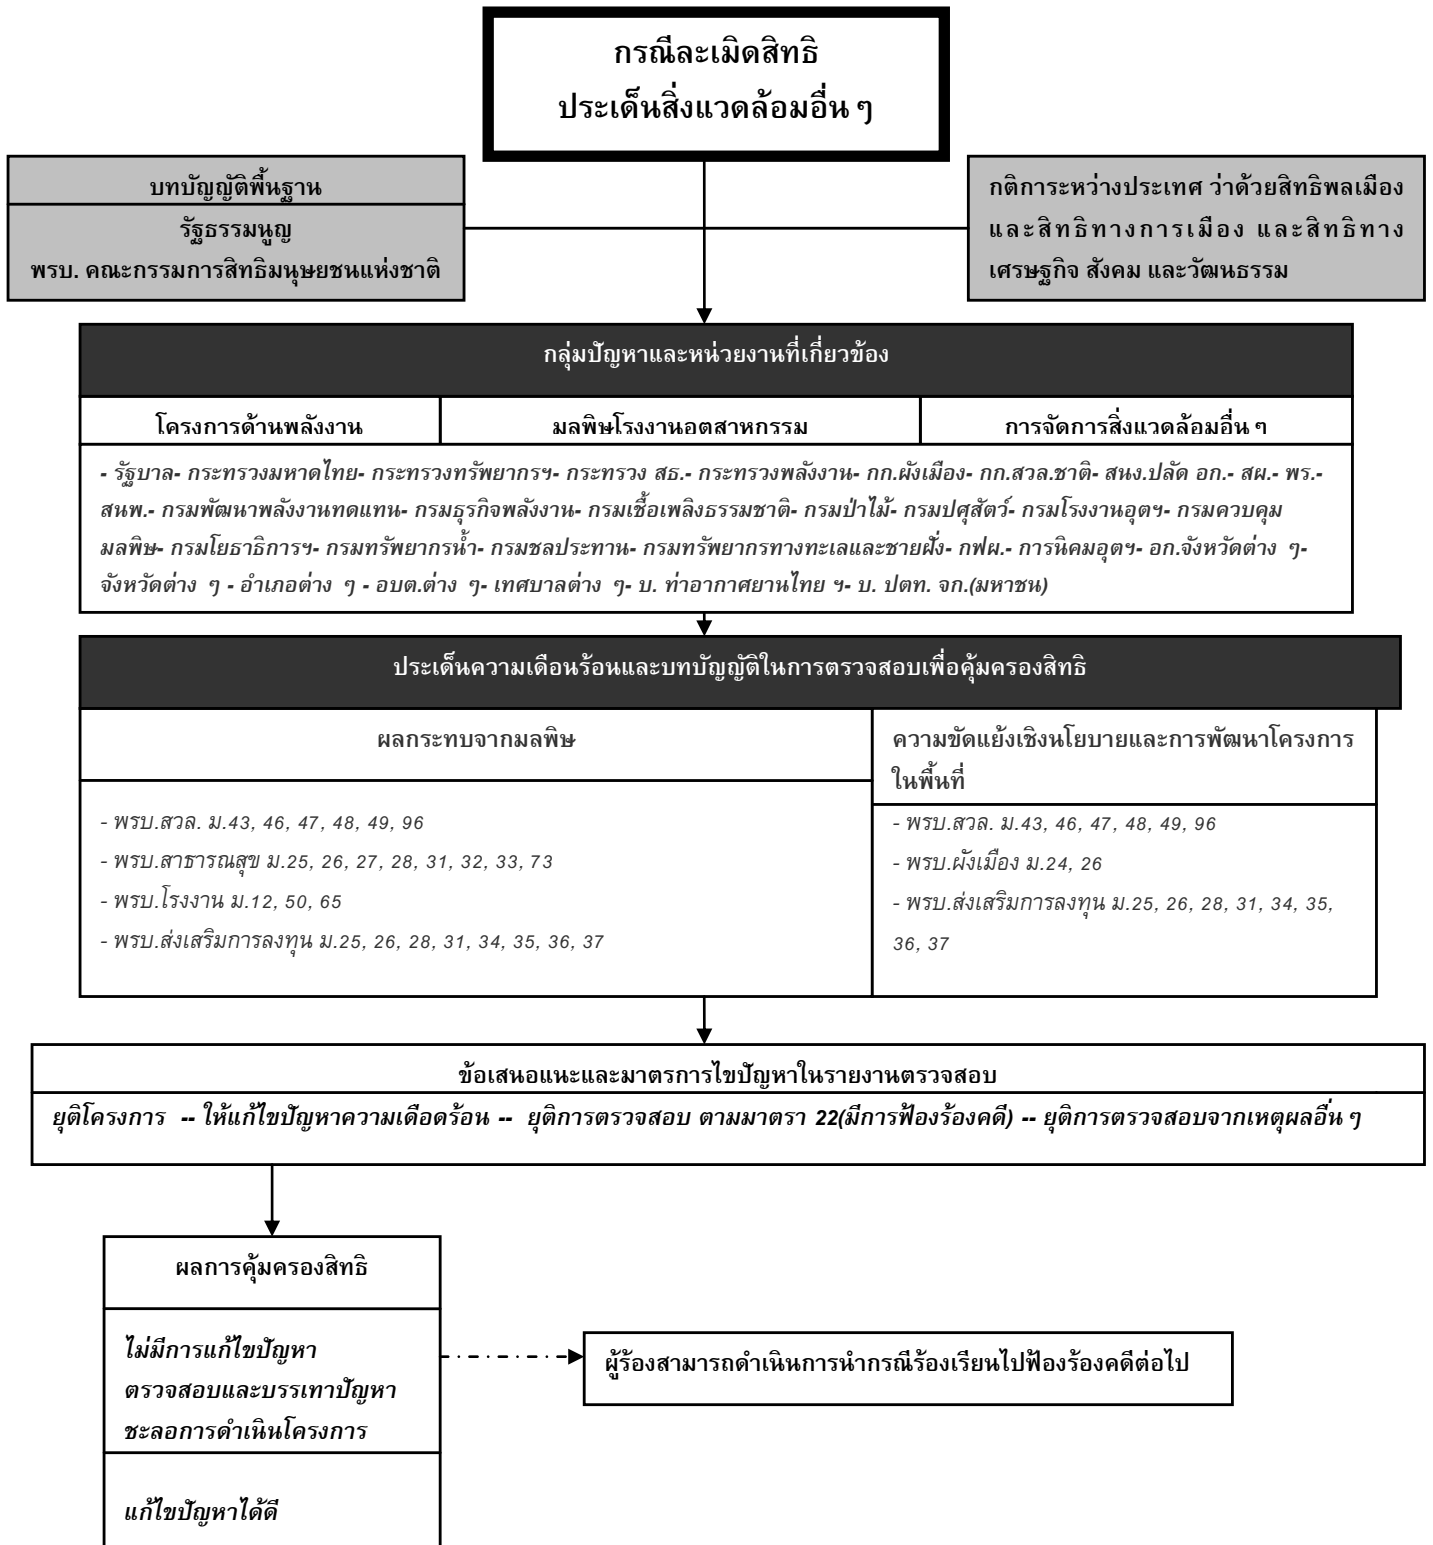 กรณีละเมิดสิทธิ
ประเด็นสิ่งแวดล้อมอื่น ๆ
บทบัญญัติพื้นฐาน
รัฐธรรมนูญ
พรบ. คณะกรรมการสิทธิมนุษยชนแห่งชาติ
กติการะหว่างประเทศ ว่าด้วยสิทธิพลเมือง
และสิทธิทางการเมือง และสิทธิทาง
เศรษฐกิจ สังคม และวัฒนธรรม
กลุ่มปัญหาและหน่วยงานที่เกี่ยวข้อง
โครงการด้านพลังงาน
มลพิษโรงงานอตสาหกรรม
การจัดการสิ่งแวดล้อมอื่น ๆ
- รัฐบาล- กระทรวงมหาดไทย- กระทรวงทรัพยากรฯ- กระทรวง สธ.- กระทรวงพลังงาน- กก.ผังเมือง- กก.สวล.ชาติ- สนง.ปลัด อก.- สผ.- พร.-
สนพ.- กรมพัฒนาพลังงานทดแทน- กรมธุรกิจพลังงาน- กรมเชื้อเพลิงธรรมชาติ- กรมป่าไม้- กรมปศุสัตว์- กรมโรงงานอุตฯ- กรมควบคุม
มลพิษ- กรมโยธาธิการฯ- กรมทรัพยากรน้ำ- กรมชลประทาน- กรมทรัพยากรทางทะเลและชายฝั่ง- กฟผ.- การนิคมอุตฯ- อก.จังหวัดต่าง ๆ-
จังหวัดต่าง ๆ - อำเภอต่าง ๆ - อบต.ต่าง ๆ- เทศบาลต่าง ๆ- บ. ท่าอากาศยานไทย ฯ- บ. ปตท. จก.(มหาชน)
ประเด็นความเดือนร้อนและบทบัญญัติในการตรวจสอบเพื่อคุ้มครองสิทธิ
ผลกระทบจากมลพิษ
- พรบ.สวล. ม.43, 46, 47, 48, 49, 96
- พรบ.สาธารณสุข ม.25, 26, 27, 28, 31, 32, 33, 73
- พรบ.โรงงาน ม.12, 50, 65
- พรบ.ส่งเสริมการลงทุน ม.25, 26, 28, 31, 34, 35, 36, 37
ความขัดแย้งเชิงนโยบายและการพัฒนาโครงการ
ในพื้นที่
- พรบ.สวล. ม.43, 46, 47, 48, 49, 96
- พรบ.ผังเมือง ม.24, 26
- พรบ.ส่งเสริมการลงทุน ม.25, 26, 28, 31, 34, 35,
36, 37
ข้อเสนอแนะและมาตรการไขปัญหาในรายงานตรวจสอบ
ยุติโครงการ -- ให้แก้ไขปัญหาความเดือดร้อน -- ยุติการตรวจสอบ ตามมาตรา 22(มีการฟ้องร้องคดี) -- ยุติการตรวจสอบจากเหตุผลอื่น ๆ
ผลการคุ้มครองสิทธิ
ไม่มีการแก้ไขปัญหา
ตรวจสอบและบรรเทาปัญหา
ชะลอการดำเนินโครงการ
แก้ไขปัญหาได้ดี
ผู้ร้องสามารถดำเนินการนำกรณีร้องเรียนไปฟ้องร้องคดีต่อไป